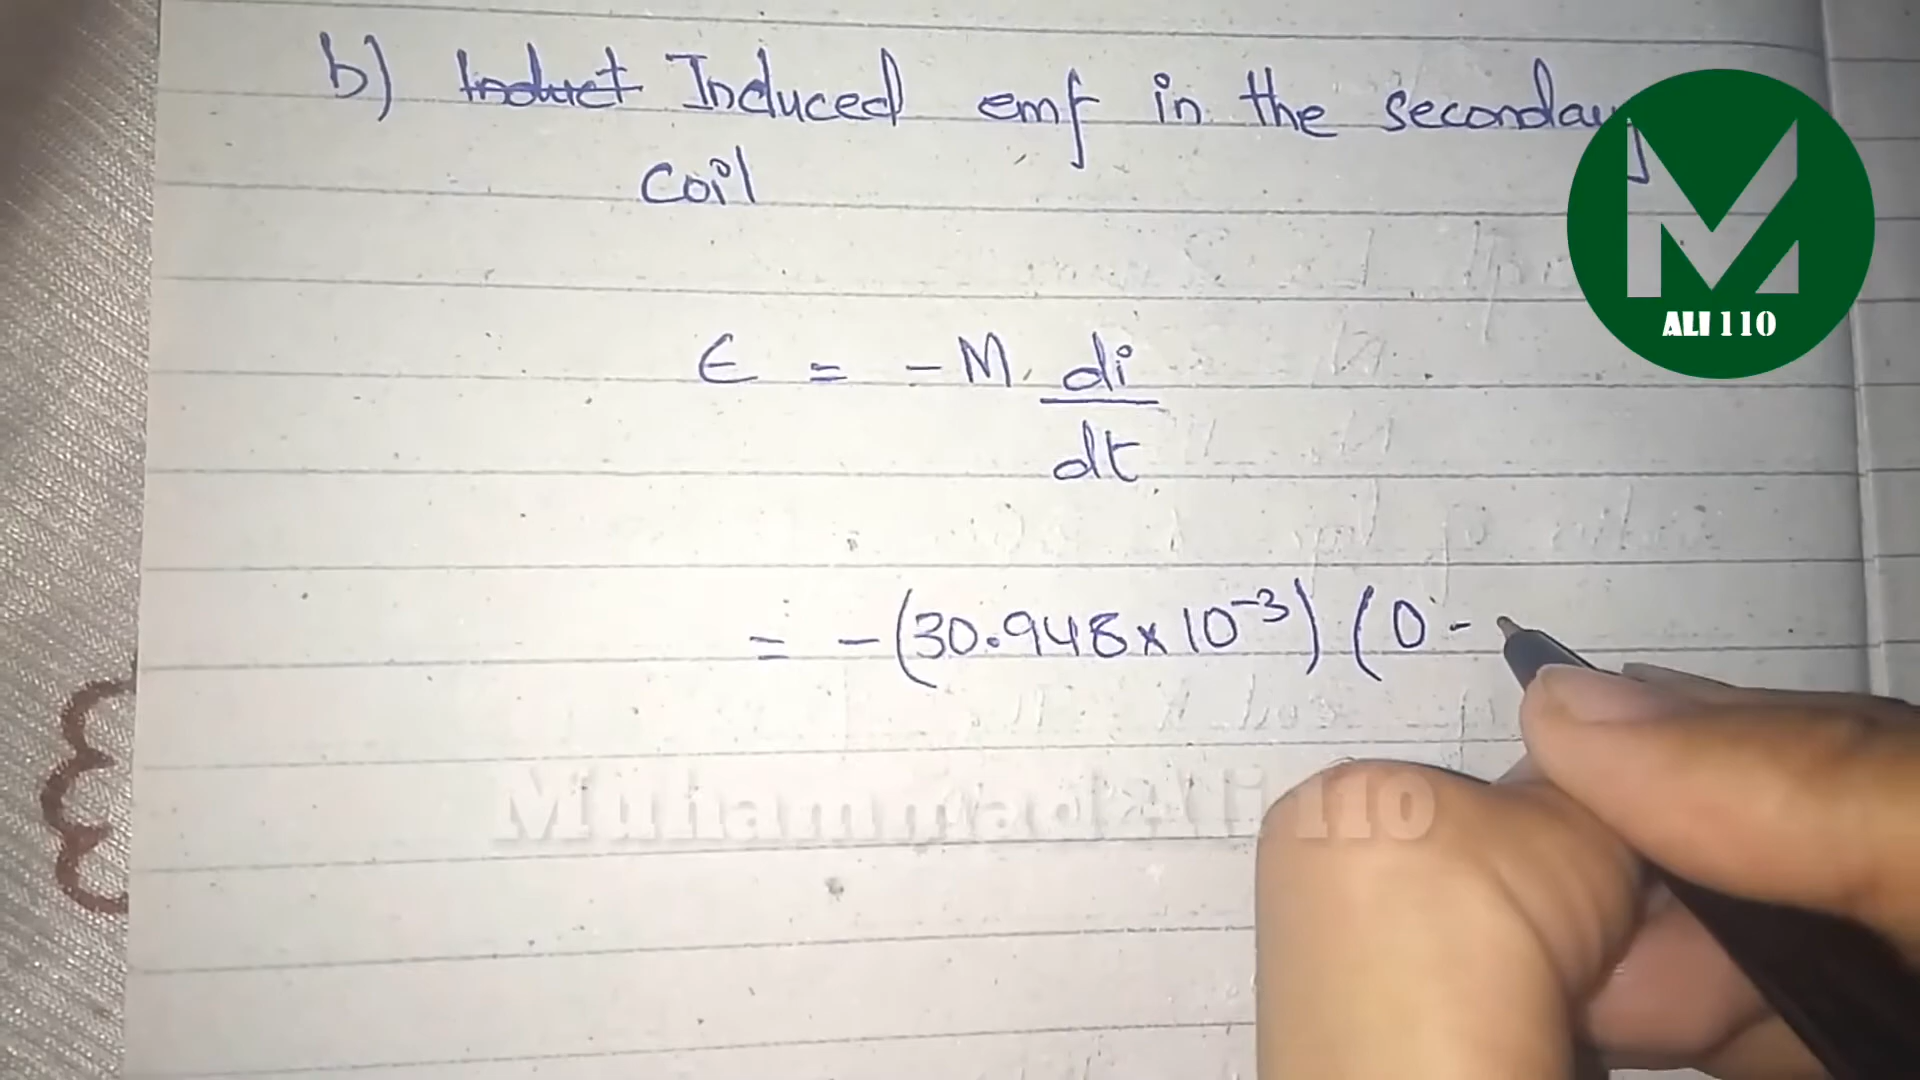 b) Induct Induced emf in the secondary
coil
M
ALI 110
ϵ = -M. di
dt
= -(30.948×10⁻³) (0 -
Muhammad Ali 110